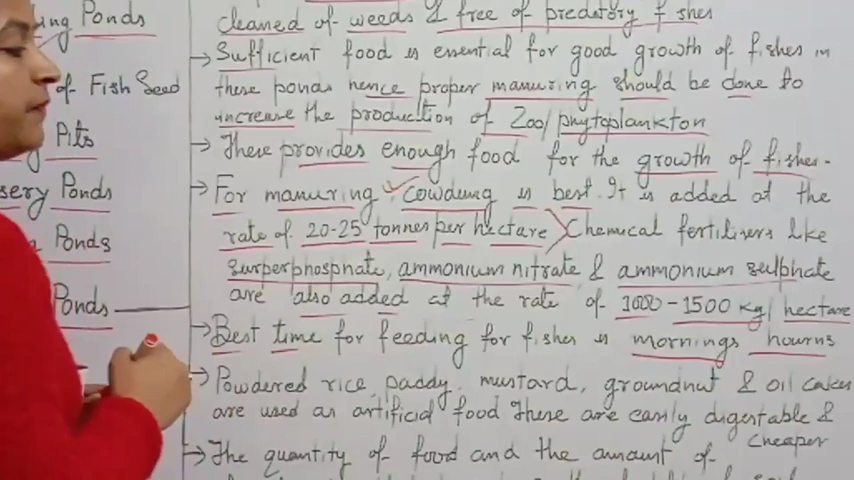 ing Ponds
of Fish Seed
Pits
sery Ponds
Ponds
Ponds
cleaned of weeds & free of predetory fishes
→ Sufficient food is essential for good growth of fishes in
these ponds hence proper manuring should be done to
increase the production of Zoo/phytoplankton
→ These provides enough food for the growth of fishes.
→ For manuring, cowdung is best. It is added at the
rate of 20-25 tonnes per hectare Chemical fertilisers like
surperphosphate, ammonium nitrate & ammonium sulphate
are also added at the rate of 1000-1500 kg/hectare
→ Best time for feeding for fishes is mornings hourns
→ Powdered rice, paddy, mustard, groundnut & oil cakes
are used as artificial food these are easily digestable &
cheaper
→ The quantity of food and the amount of